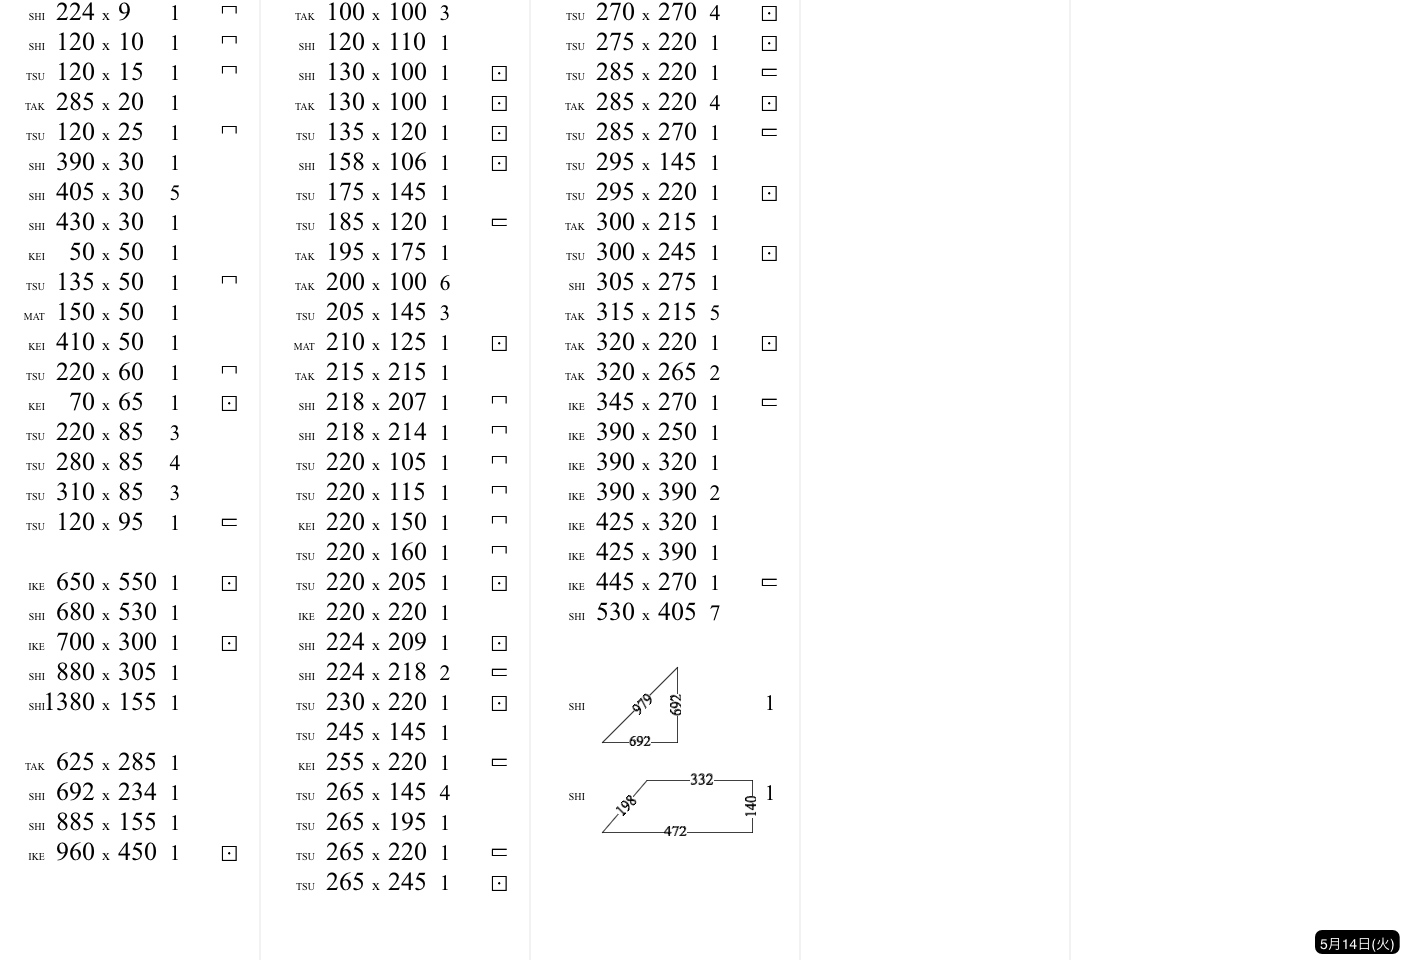 SHI 224 x 9 1
SHI 120 x 10 1
TSU 120 x 15 1
TAK 285 x 20 1
TSU 120 x 25 1
SHI 390 x 30 1
SHI 405 x 30 5
SHI 430 x 30 1
KEI 50 x 50 1
TSU 135 x 50 1
MAT 150 x 50 1
KEI 410 x 50 1
TSU 220 x 60 1
KEI 70 x 65 1
TSU 220 x 85 3
TSU 280 x 85 4
TSU 310 x 85 3
TSU 120 x 95 1
IKE 650 x 550 1
SHI 680 x 530 1
IKE 700 x 300 1
SHI 880 x 305 1
SHI 1380 x 155 1
TAK 625 x 285 1
SHI 692 x 234 1
SHI 885 x 155 1
IKE 960 x 450 1
TAK 100 x 100 3
SHI 120 x 110 1
SHI 130 x 100 1
TAK 130 x 100 1
TSU 135 x 120 1
SHI 158 x 106 1
TSU 175 x 145 1
TSU 185 x 120 1
TAK 195 x 175 1
TAK 200 x 100 6
TSU 205 x 145 3
MAT 210 x 125 1
TAK 215 x 215 1
SHI 218 x 207 1
SHI 218 x 214 1
TSU 220 x 105 1
TSU 220 x 115 1
KEI 220 x 150 1
TSU 220 x 160 1
TSU 220 x 205 1
IKE 220 x 220 1
SHI 224 x 209 1
SHI 224 x 218 2
TSU 230 x 220 1
TSU 245 x 145 1
KEI 255 x 220 1
TSU 265 x 145 4
TSU 265 x 195 1
TSU 265 x 220 1
TSU 265 x 245 1
TSU 270 x 270 4
TSU 275 x 220 1
TSU 285 x 220 1
TAK 285 x 220 4
TSU 285 x 270 1
TSU 295 x 145 1
TSU 295 x 220 1
TAK 300 x 215 1
TSU 300 x 245 1
SHI 305 x 275 1
TAK 315 x 215 5
TAK 320 x 220 1
TAK 320 x 265 2
IKE 345 x 270 1
IKE 390 x 250 1
IKE 390 x 320 1
IKE 390 x 390 2
IKE 425 x 320 1
IKE 425 x 390 1
IKE 445 x 270 1
SHI 530 x 405 7
SHI 979 692 1
692
332
SHI 198 140 1
472
5月14日(火)